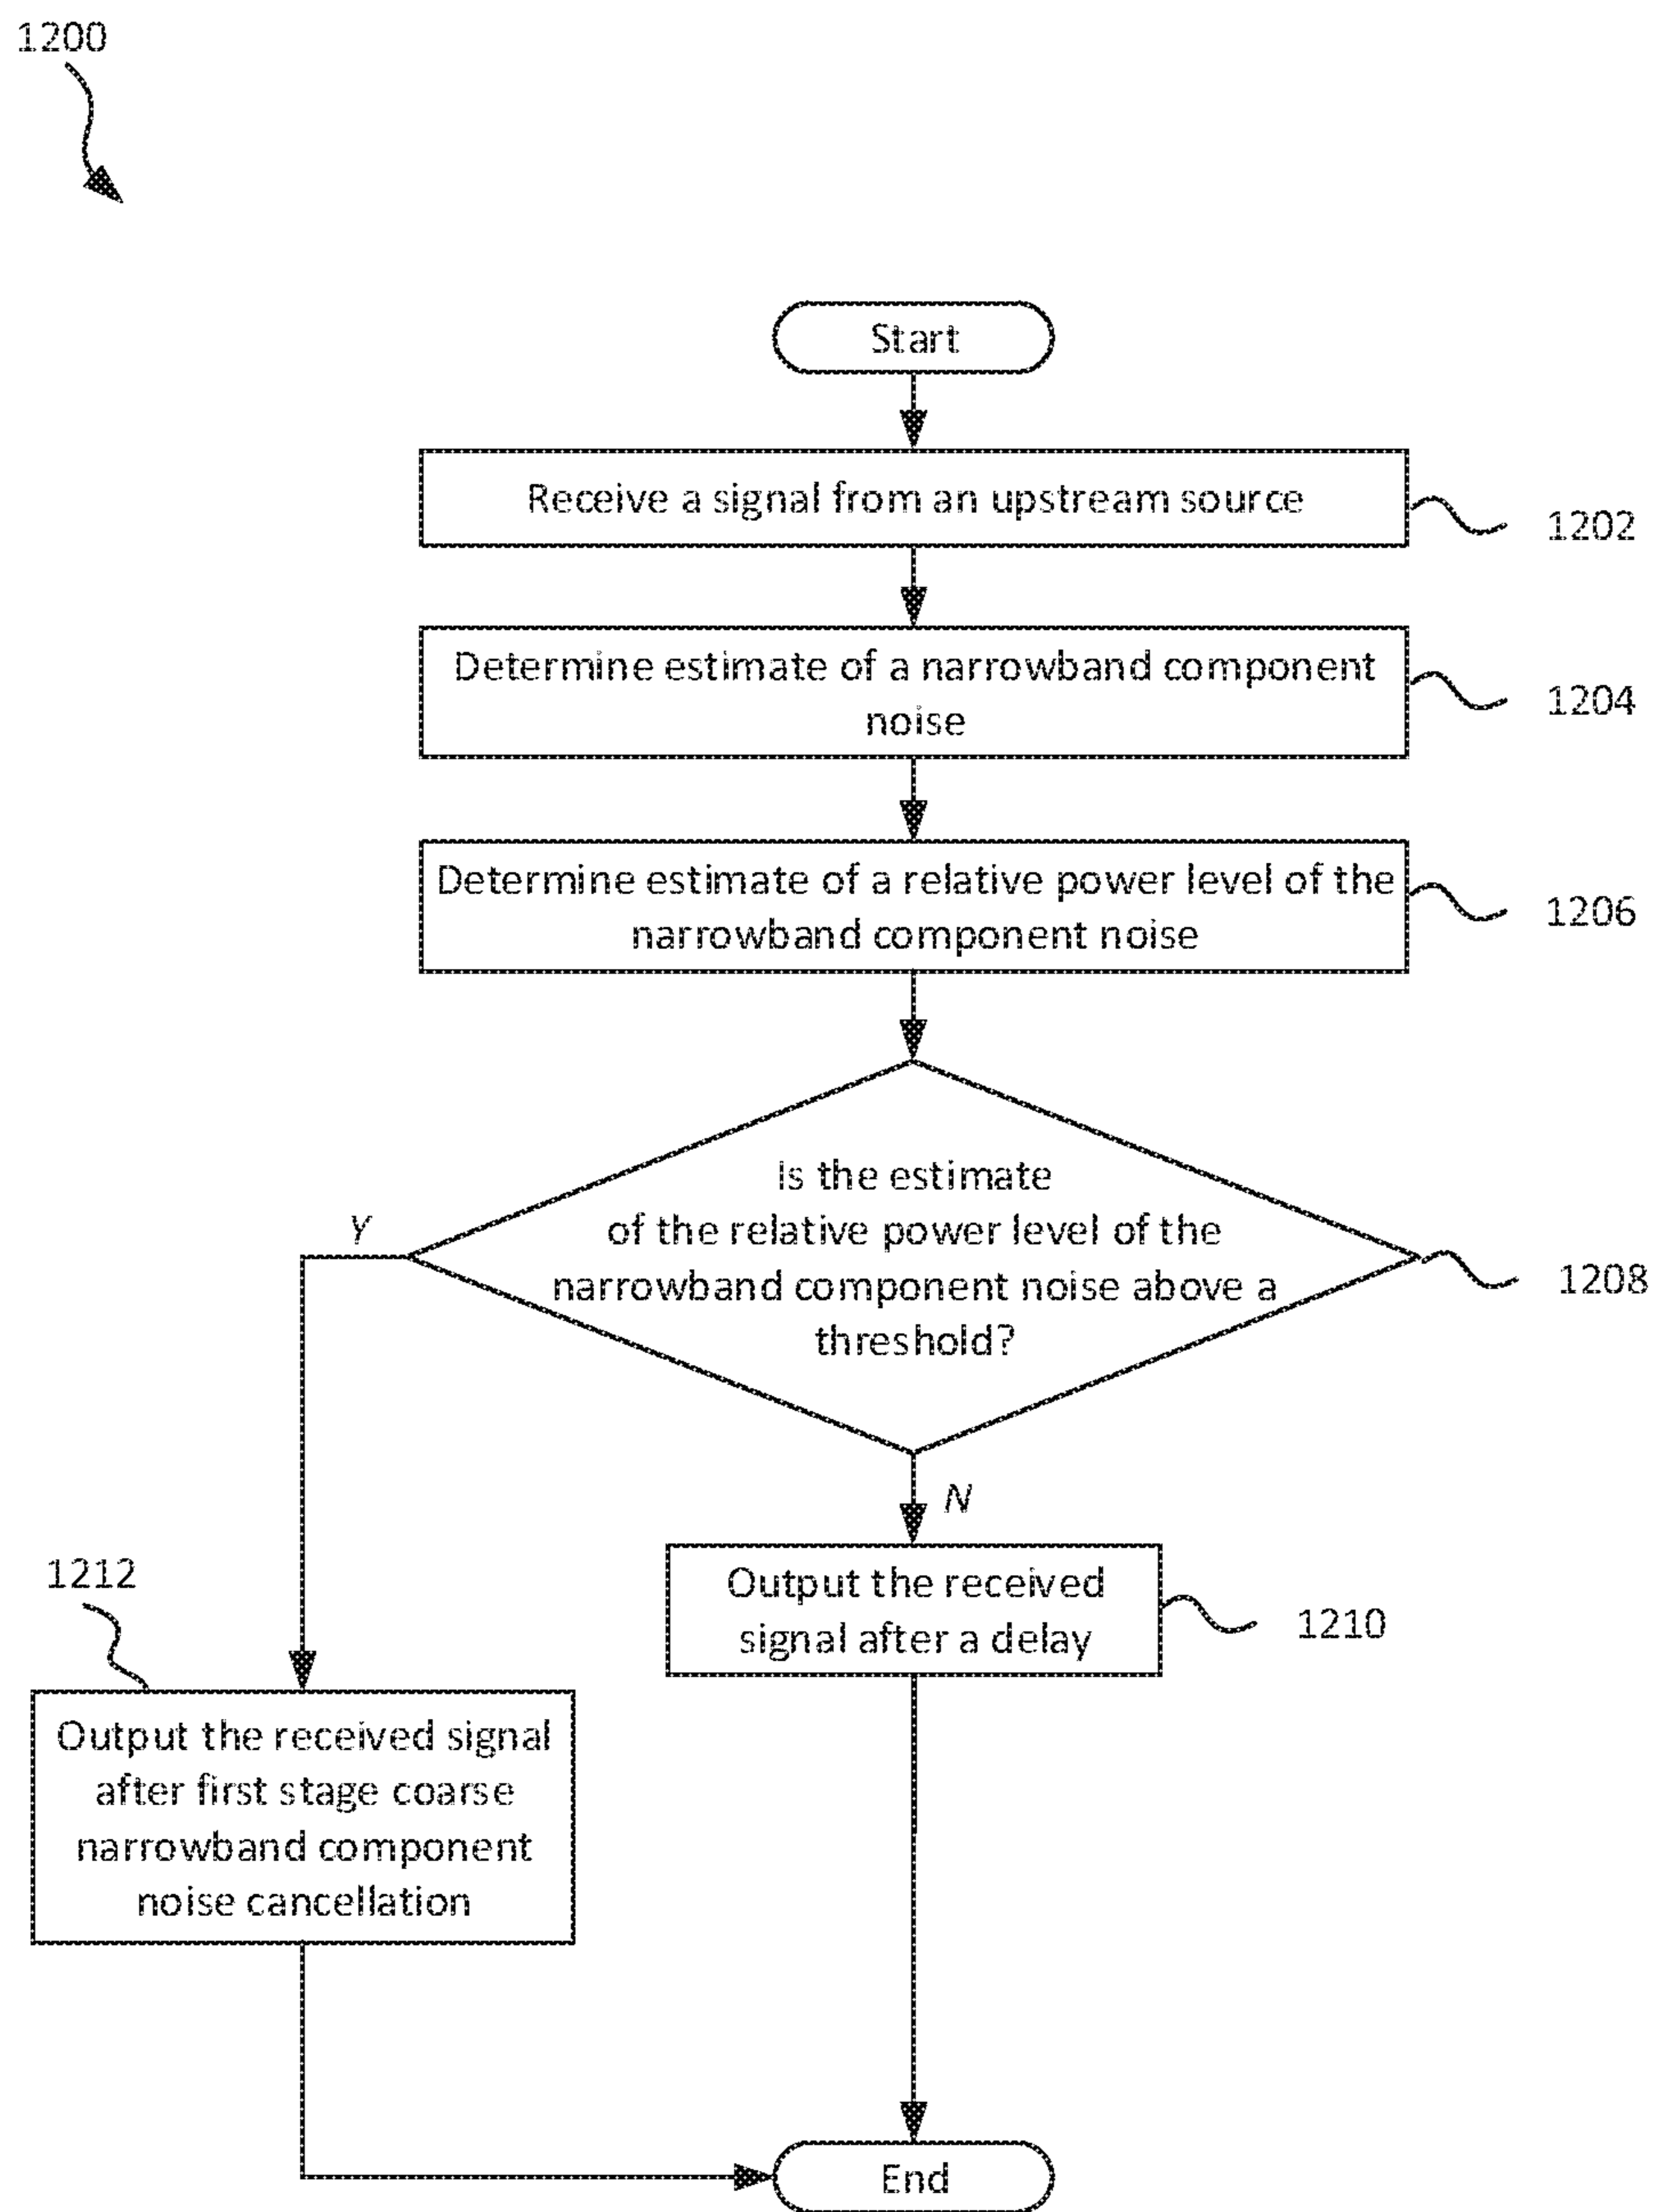 1200
Start
Receive a signal from an upstream source
1202
Determine estimate of a narrowband component
noise
1204
Determine estimate of a relative power level of the
narrowband component noise
1206
Is the estimate
of the relative power level of the
narrowband component noise above a
threshold?
1208
Y
N
Output the received
signal after a delay
1210
1212
Output the received signal
after first stage coarse
narrowband component
noise cancellation
End